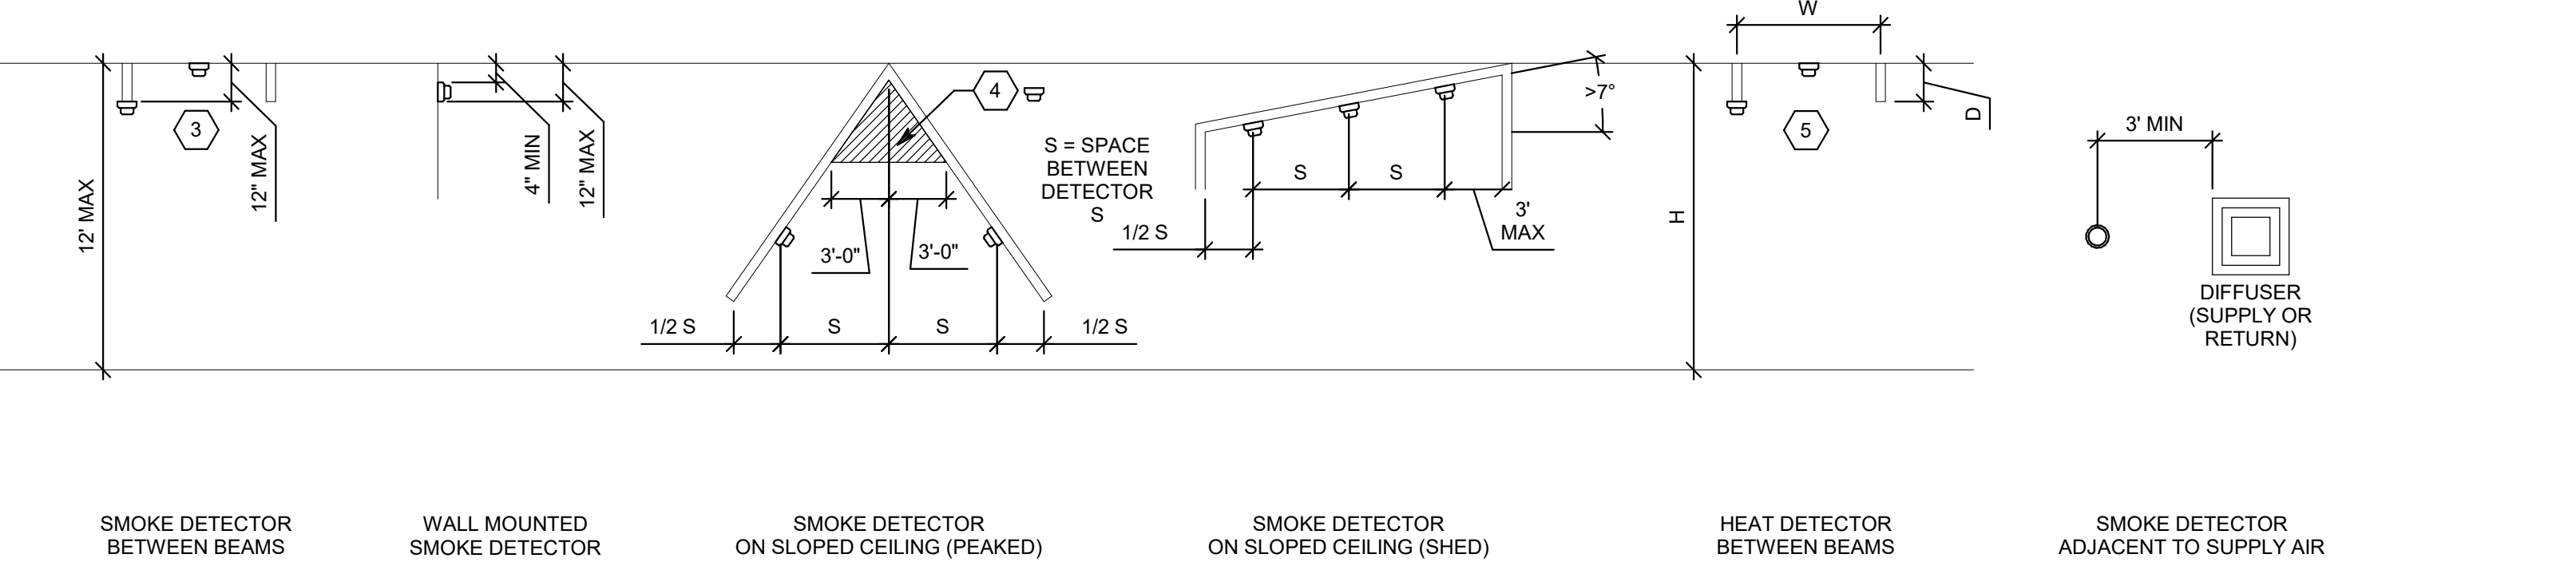 12' MAX
3
12" MAX
SMOKE DETECTOR
BETWEEN BEAMS
4" MIN
12" MAX
WALL MOUNTED
SMOKE DETECTOR
4
3'-0"
3'-0"
1/2 S
S
S
1/2 S
SMOKE DETECTOR
ON SLOPED CEILING (PEAKED)
S = SPACE
BETWEEN
DETECTOR
S
>7°
S
S
1/2 S
3'
MAX
SMOKE DETECTOR
ON SLOPED CEILING (SHED)
W
H
5
D
HEAT DETECTOR
BETWEEN BEAMS
3' MIN
DIFFUSER
(SUPPLY OR
RETURN)
SMOKE DETECTOR
ADJACENT TO SUPPLY AIR